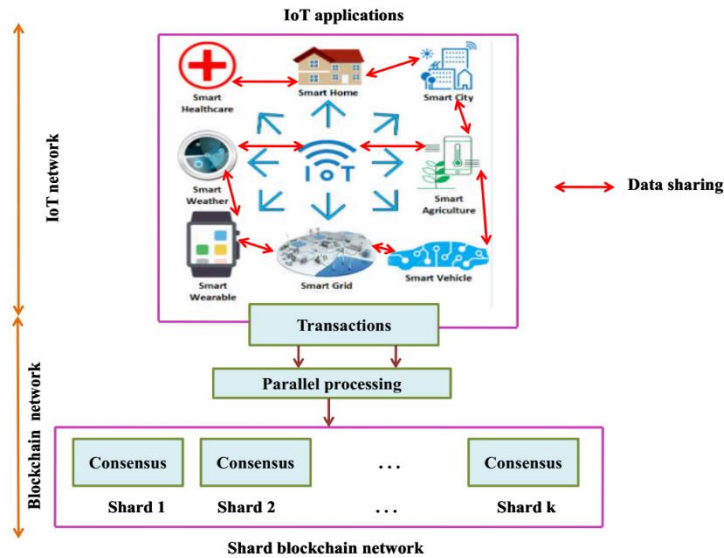 IoT applications
IoT network
Smart
Healthcare
Smart Home
Smart City
IoT
Smart
Weather
Smart
Agriculture
Data sharing
Smart
Wearable
Smart Grid
Smart Vehicle
Transactions
Blockchain network
Parallel processing
Consensus
Consensus
...
Consensus
Shard 1
Shard 2
...
Shard k
Shard blockchain network